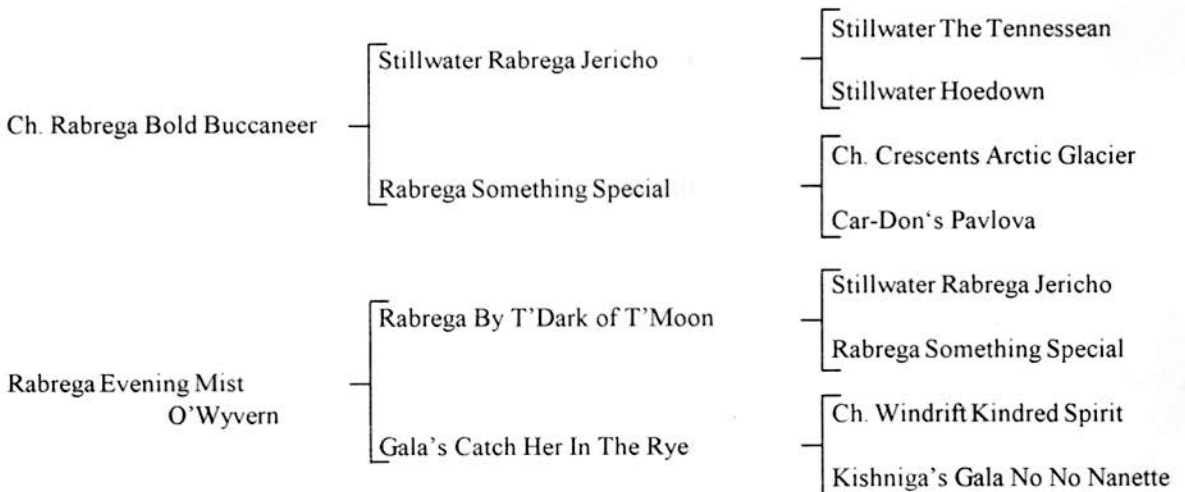 Stillwater The Tennessean
Stillwater Rabrega Jericho
Stillwater Hoedown
Ch. Rabrega Bold Buccaneer
Ch. Crescents Arctic Glacier
Rabrega Something Special
Car-Don‘s Pavlova
Stillwater Rabrega Jericho
Rabrega By T’Dark of T’Moon
Rabrega Something Special
Rabrega Evening Mist
O’Wyvern
Ch. Windrift Kindred Spirit
Gala’s Catch Her In The Rye
Kishniga’s Gala No No Nanette